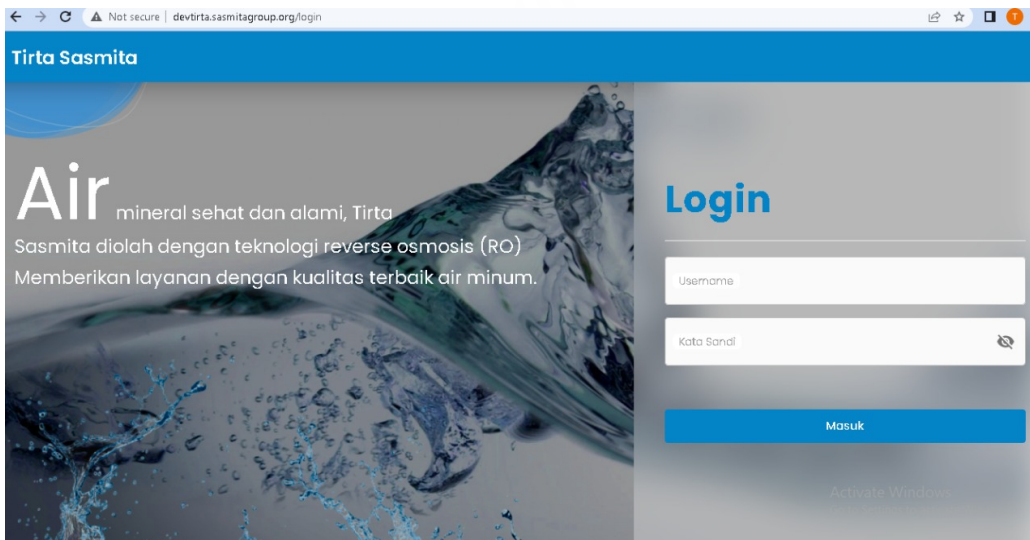 Not secure | devtirta.sasmitagroup.org/login
T
Tirta Sasmita
Air mineral sehat dan alami, Tirta
Sasmita diolah dengan teknologi reverse osmosis (RO)
Memberikan layanan dengan kualitas terbaik air minum.
Login
Username
Kata Sandi
Masuk
Activate Windows